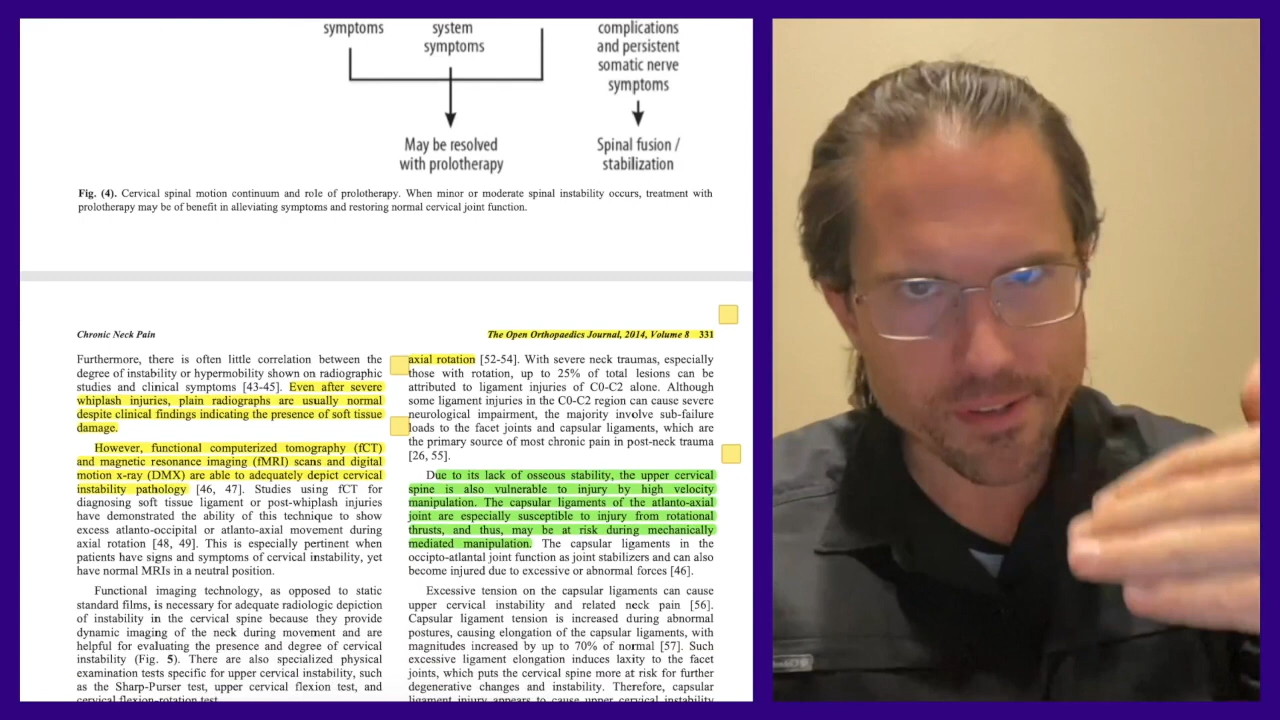 symptoms
system
symptoms
complications
and persistent
somatic nerve
symptoms
May be resolved
with prolotherapy
Spinal fusion /
stabilization
Fig. (4). Cervical spinal motion continuum and role of prolotherapy. When minor or moderate spinal instability occurs, treatment with
prolotherapy may be of benefit in alleviating symptoms and restoring normal cervical joint function.
Chronic Neck Pain
The Open Orthopaedics Journal, 2014, Volume 8 331
Furthermore, there is often little correlation between the
degree of instability or hypermobility shown on radiographic
studies and clinical symptoms [43-45]. Even after severe
whiplash injuries, plain radiographs are usually normal
despite clinical findings indicating the presence of soft tissue
damage.
However, functional computerized tomography (fCT)
and magnetic resonance imaging (fMRI) scans and digital
motion x-ray (DMX) are able to adequately depict cervical
instability pathology [46, 47]. Studies using fCT for
diagnosing soft tissue ligament or post-whiplash injuries
have demonstrated the ability of this technique to show
excess atlanto-occipital or atlanto-axial movement during
axial rotation [48, 49]. This is especially pertinent when
patients have signs and symptoms of cervical instability, yet
have normal MRIs in a neutral position.
Functional imaging technology, as opposed to static
standard films, is necessary for adequate radiologic depiction
of instability in the cervical spine because they provide
dynamic imaging of the neck during movement and are
helpful for evaluating the presence and degree of cervical
instability (Fig. 5). There are also specialized physical
examination tests specific for upper cervical instability, such
as the Sharp-Purser test, upper cervical flexion test, and
cervical flexion-rotation test.
axial rotation [52-54]. With severe neck traumas, especially
those with rotation, up to 25% of total lesions can be
attributed to ligament injuries of C0-C2 alone. Although
some ligament injuries in the C0-C2 region can cause severe
neurological impairment, the majority involve sub-failure
loads to the facet joints and capsular ligaments, which are
the primary source of most chronic pain in post-neck trauma
[26, 55].
Due to its lack of osseous stability, the upper cervical
spine is also vulnerable to injury by high velocity
manipulation. The capsular ligaments of the atlanto-axial
joint are especially susceptible to injury from rotational
thrusts, and thus, may be at risk during mechanically
mediated manipulation. The capsular ligaments in the
occipto-atlantal joint function as joint stabilizers and can also
become injured due to excessive or abnormal forces [46].
Excessive tension on the capsular ligaments can cause
upper cervical instability and related neck pain [56].
Capsular ligament tension is increased during abnormal
postures, causing elongation of the capsular ligaments, with
magnitudes increased by up to 70% of normal [57]. Such
excessive ligament elongation induces laxity to the facet
joints, which puts the cervical spine more at risk for further
degenerative changes and instability. Therefore, capsular
ligament injury appears to cause upper cervical instability